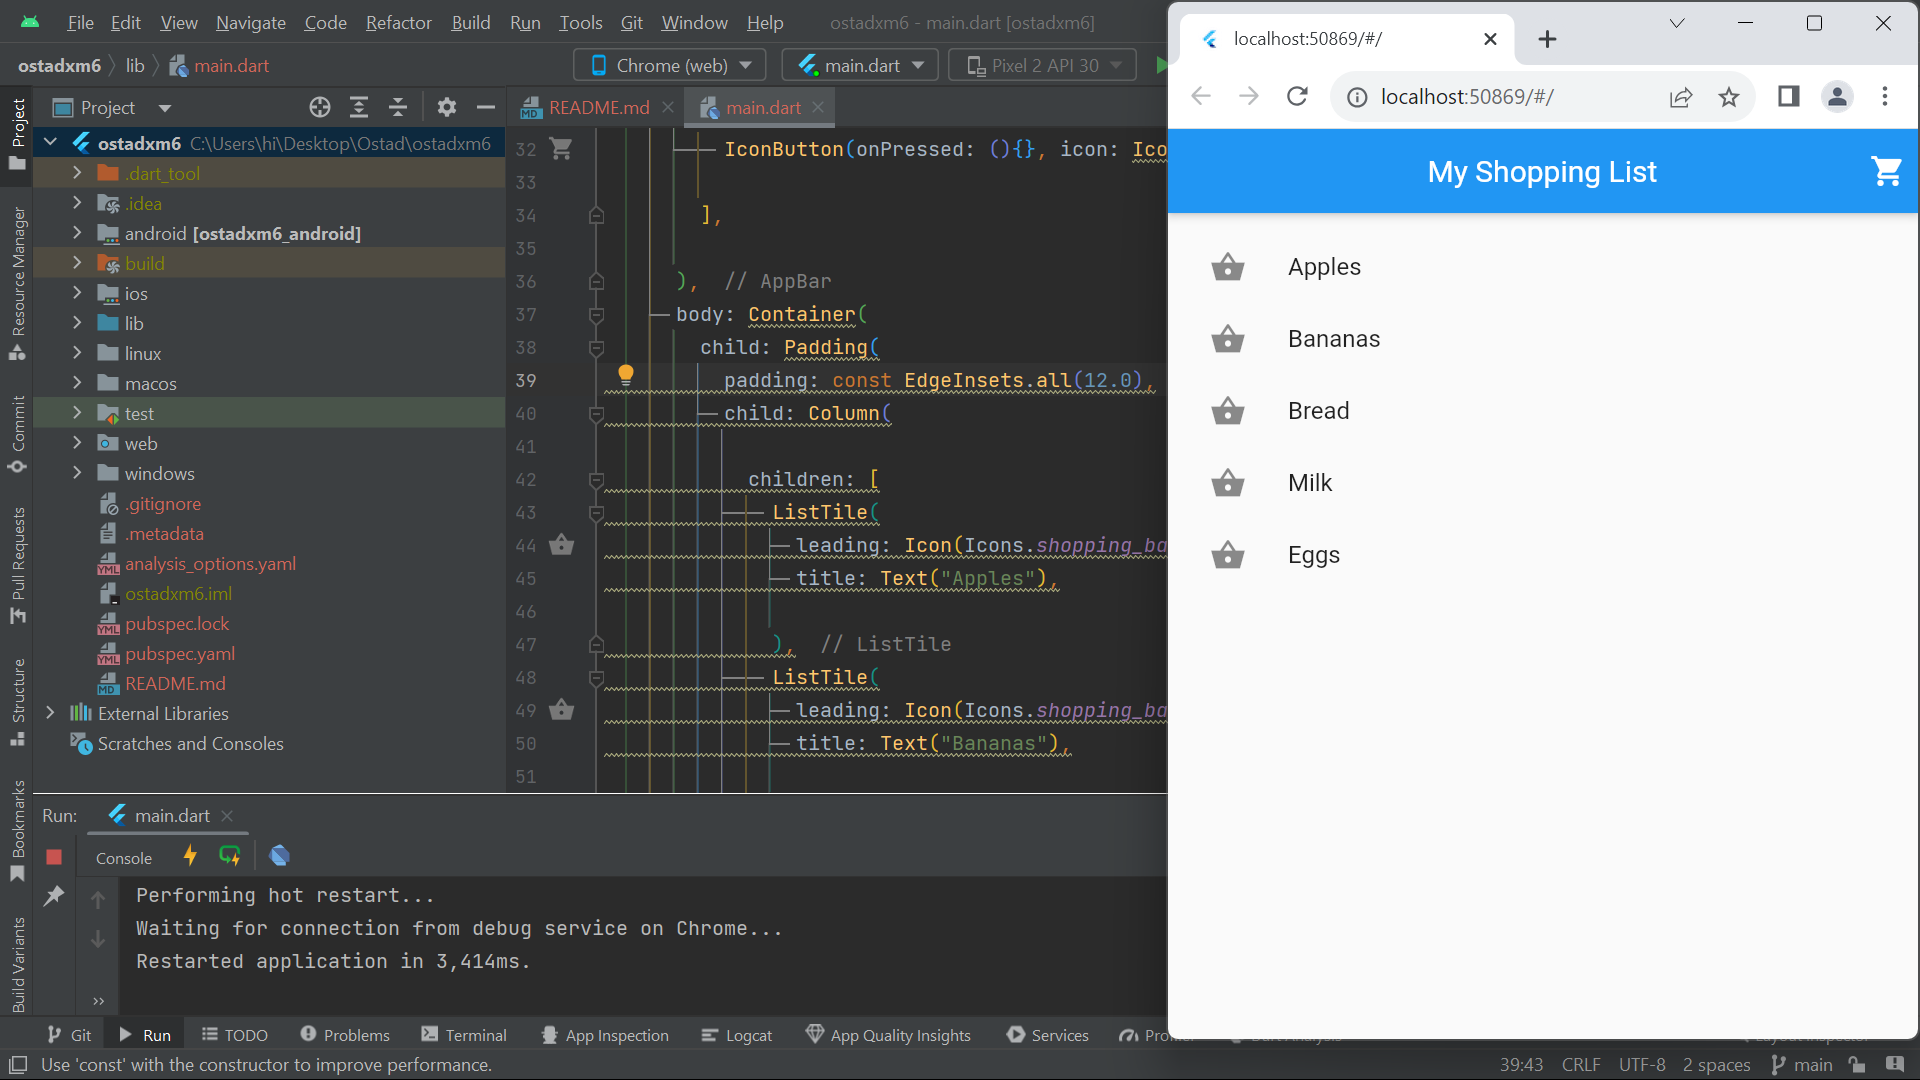 File Edit View Navigate Code Refactor Build Run Tools Git Window Help ostadxm6 - main.dart [ostadxm6]
ostadxm6 lib main.dart Chrome (web) main.dart Pixel 2 API 30
Project
README.md main.dart
ostadxm6 C:\Users\hi\Desktop\Ostad\ostadxm6
.dart_tool
.idea
android [ostadxm6_android]
build
ios
lib
linux
macos
test
web
windows
.gitignore
.metadata
analysis_options.yaml
ostadxm6.iml
pubspec.lock
pubspec.yaml
README.md
External Libraries
Scratches and Consoles
Project
Resource Manager
Commit
Pull Requests
Structure
Bookmarks
Build Variants
32 IconButton(onPressed: (){}, icon: Ico
33
34 ],
35
36 ), // AppBar
37 body: Container(
38 child: Padding(
39 padding: const EdgeInsets.all(12.0),
40 child: Column(
41
42 children: [
43 ListTile(
44 leading: Icon(Icons.shopping_ba
45 title: Text("Apples"),
46
47 ), // ListTile
48 ListTile(
49 leading: Icon(Icons.shopping_ba
50 title: Text("Bananas"),
51
Run: main.dart
Console
Performing hot restart...
Waiting for connection from debug service on Chrome...
Restarted application in 3,414ms.
Git Run TODO Problems Terminal App Inspection Logcat App Quality Insights Services
Use 'const' with the constructor to improve performance.
39:43 CRLF UTF-8 2 spaces main
localhost:50869/#/
localhost:50869/#/
My Shopping List
Apples
Bananas
Bread
Milk
Eggs